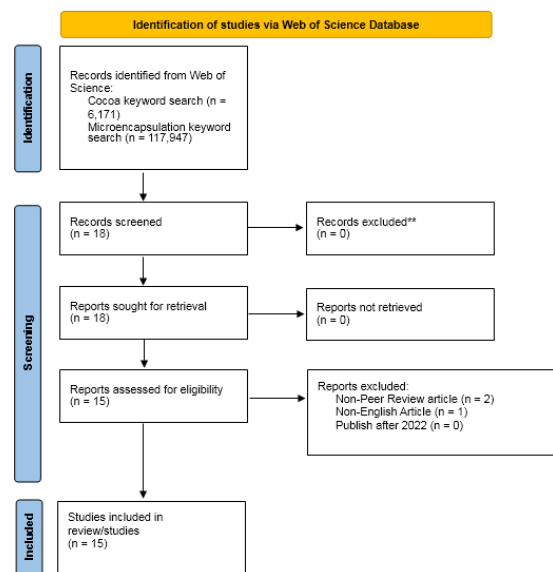 Identification of studies via Web of Science Database
Identification
Records identified from Web of
Science:
Cocoa keyword search (n =
6,171)
Microencapsulation keyword
search (n = 117,947)
Screening
Records screened
(n = 18)
Records excluded**
(n = 0)
Reports sought for retrieval
(n = 18)
Reports not retrieved
(n = 0)
Reports assessed for eligibility
(n = 15)
Reports excluded:
Non-Peer Review article (n = 2)
Non-English Article (n = 1)
Publish after 2022 (n = 0)
Included
Studies included in
review/studies
(n = 15)